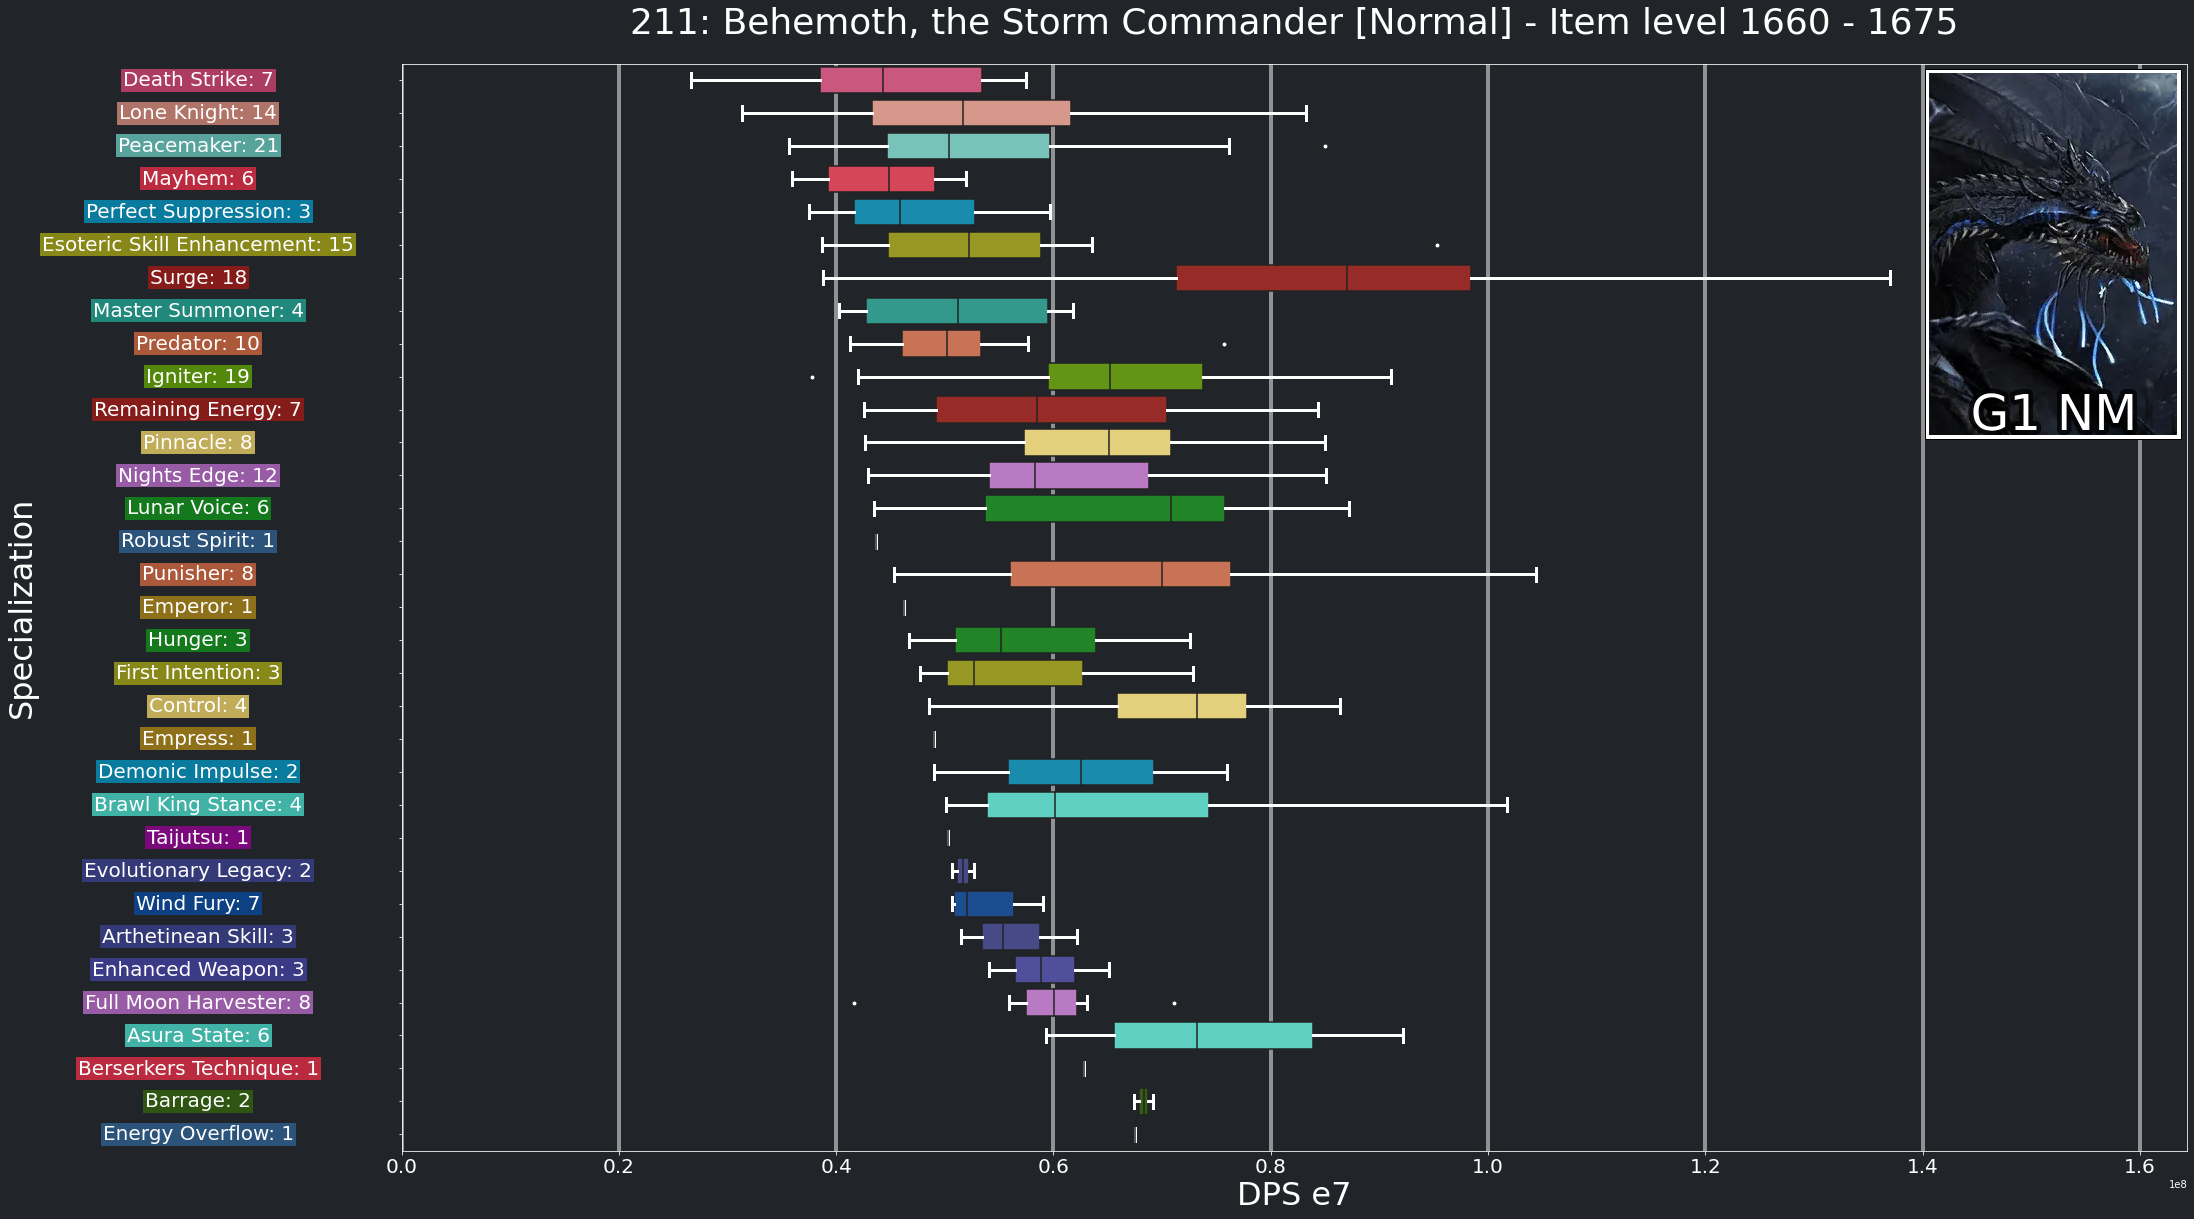 211: Behemoth, the Storm Commander [Normal] - Item level 1660 - 1675
Death Strike: 7
Lone Knight: 14
Peacemaker: 21
Mayhem: 6
Perfect Suppression: 3
Esoteric Skill Enhancement: 15
Surge: 18
Master Summoner: 4
Predator: 10
Igniter: 19
Remaining Energy: 7
G1 NM
Pinnacle: 8
Nights Edge: 12
Lunar Voice: 6
Robust Spirit: 1
Punisher: 8
Emperor: 1
Hunger: 3
First Intention: 3
Control: 4
Empress: 1
Demonic Impulse: 2
Brawl King Stance: 4
Taijutsu: 1
Evolutionary Legacy: 2
Wind Fury: 7
Arthetinean Skill: 3
Enhanced Weapon: 3
Full Moon Harvester: 8
Asura State: 6
Berserkers Technique: 1
Barrage: 2
Energy Overflow: 1
Specialization
0.0 0.2 0.4 0.6 0.8 1.0 1.2 1.4 1.6
1e8
DPS e7